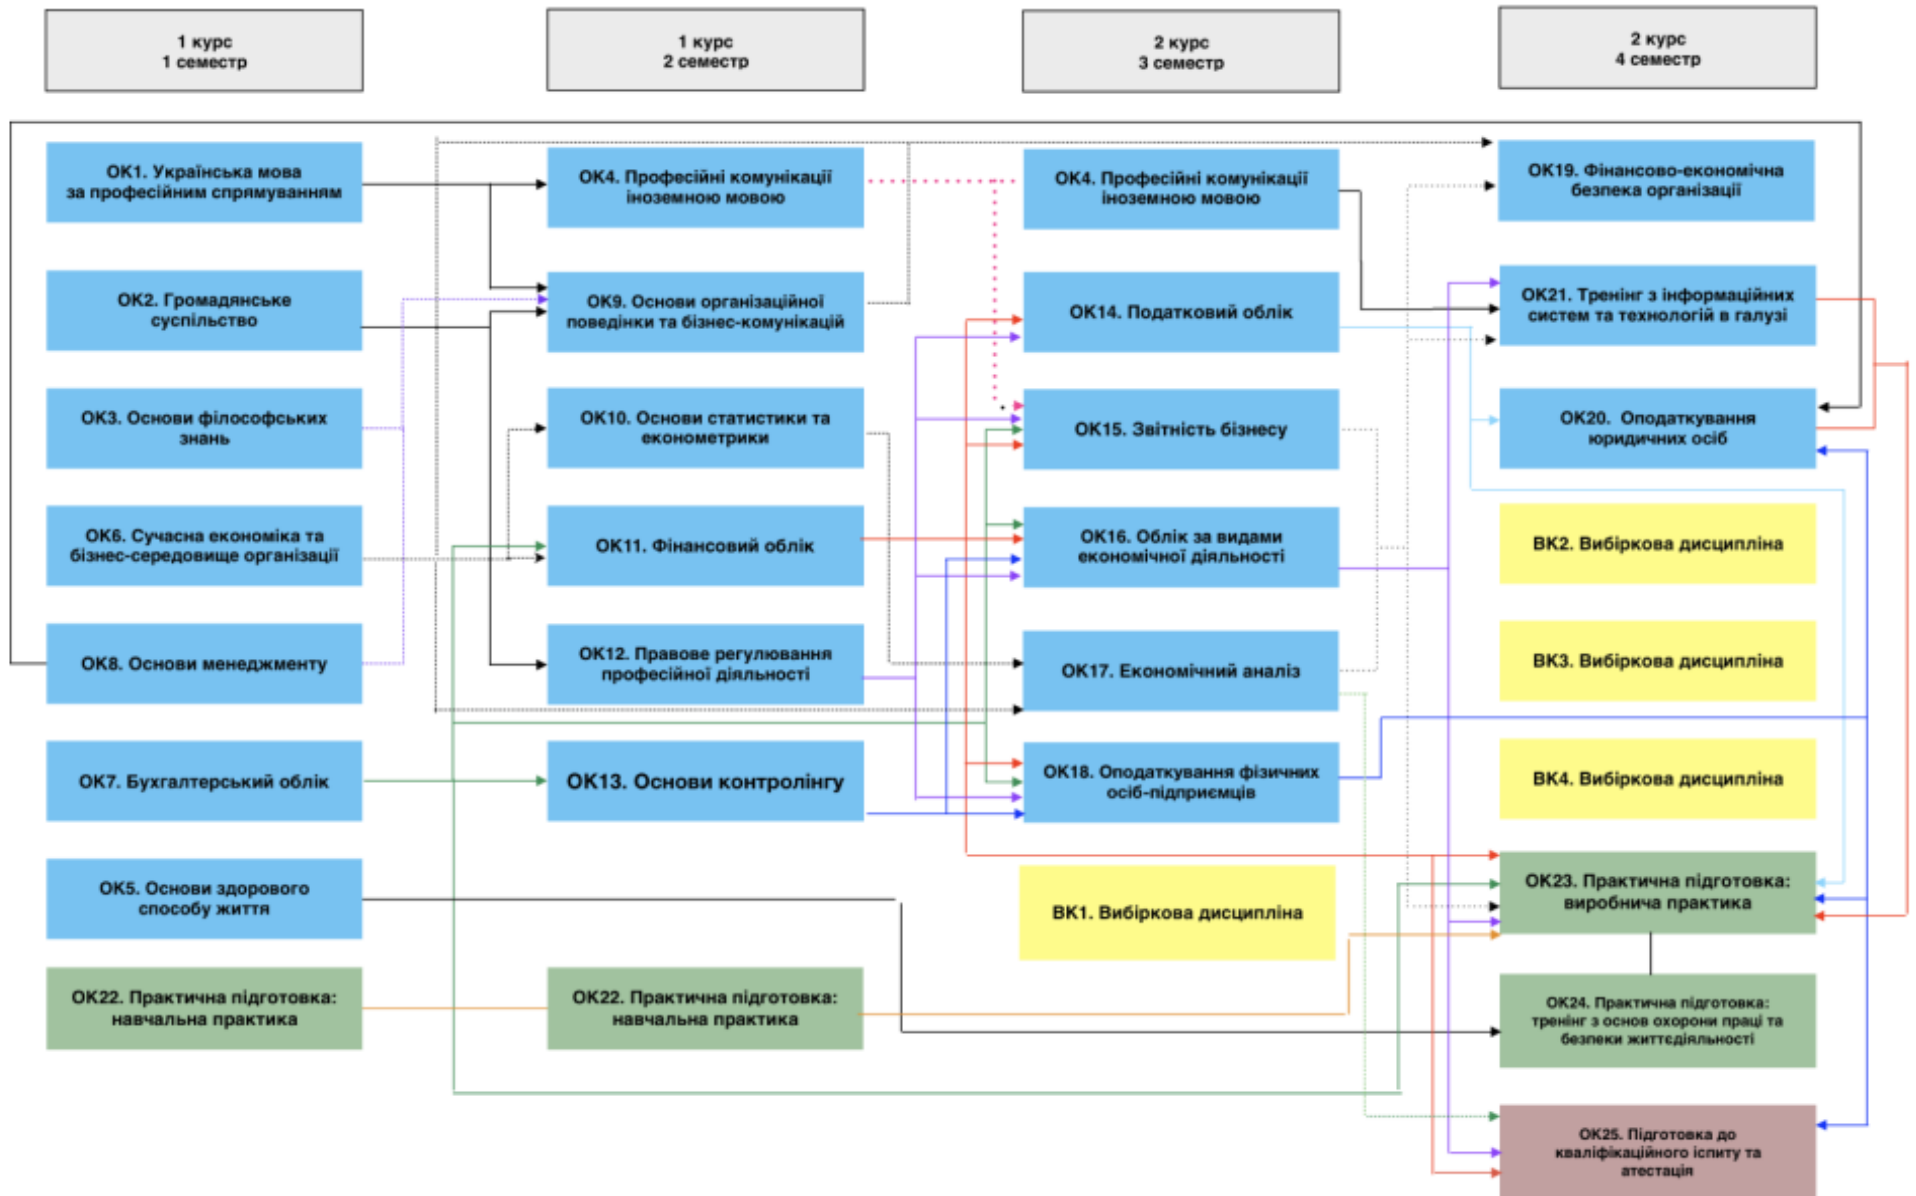 1 курс
1 семестр
1 курс
2 семестр
2 курс
3 семестр
2 курс
4 семестр
ОК1. Українська мова
за професійним спрямуванням
ОК2. Громадянське
суспільство
ОК3. Основи філософських
знань
ОК6. Сучасна економіка та
бізнес-середовище організації
ОК8. Основи менеджменту
ОК7. Бухгалтерський облік
ОК5. Основи здорового
способу життя
ОК22. Практична підготовка:
навчальна практика
ОК4. Професійні комунікації
іноземною мовою
ОК9. Основи організаційної
поведінки та бізнес-комунікацій
ОК10. Основи статистики та
економетрики
ОК11. Фінансовий облік
ОК12. Правове регулювання
професійної діяльності
ОК13. Основи контролінгу
ОК22. Практична підготовка:
навчальна практика
ОК4. Професійні комунікації
іноземною мовою
ОК14. Податковий облік
ОК15. Звітність бізнесу
ОК16. Облік за видами
економічної діяльності
ОК17. Економічний аналіз
ОК18. Оподаткування фізичних
осіб-підприємців
ВК1. Вибіркова дисципліна
ОК19. Фінансово-економічна
безпека організації
ОК21. Тренінг з інформаційних
систем та технологій в галузі
ОК20. Оподаткування
юридичних осіб
ВК2. Вибіркова дисципліна
ВК3. Вибіркова дисципліна
ВК4. Вибіркова дисципліна
ОК23. Практична підготовка:
виробнича практика
ОК24. Практична підготовка:
тренінг з основ охорони праці та
безпеки життєдіяльності
ОК25. Підготовка до
кваліфікаційного іспиту та
атестація